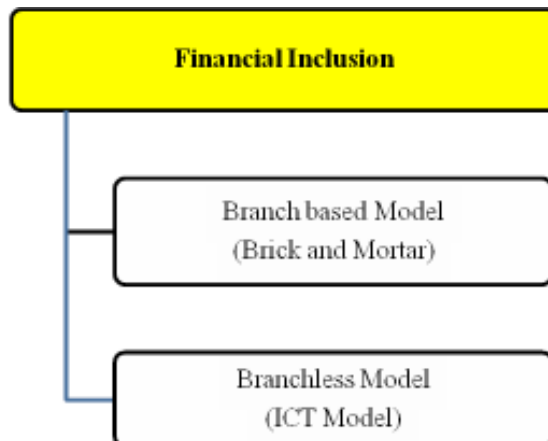 Financial Inclusion
Branch based Model
(Brick and Mortar)
Branchless Model
(ICT Model)